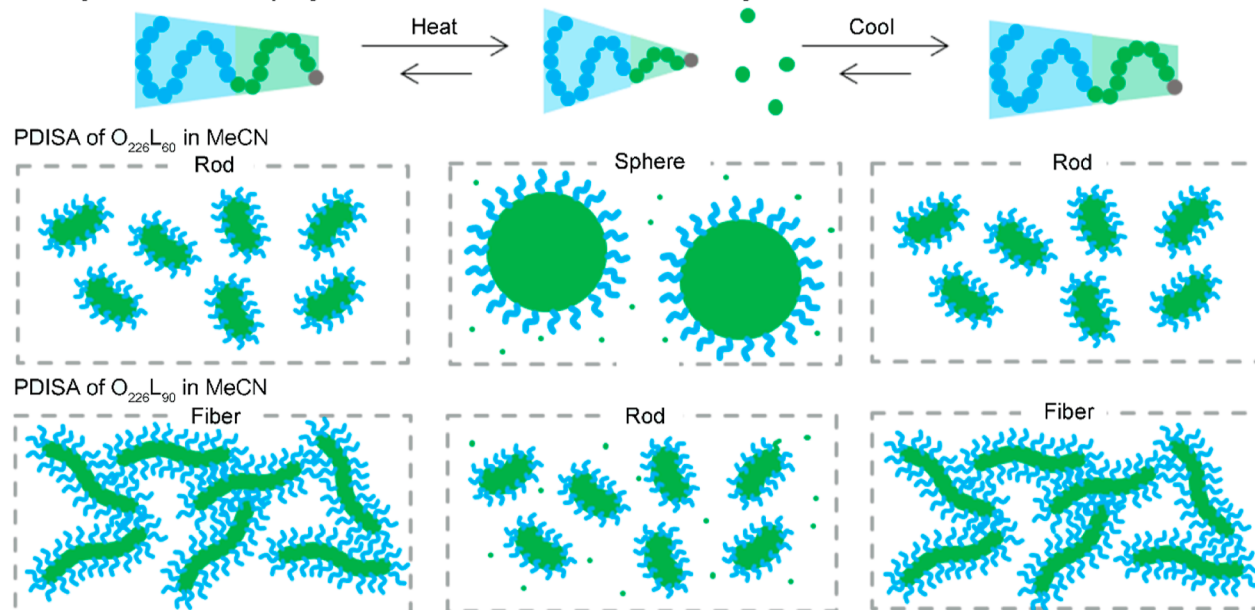 Heat
Cool
PDISA of O₂₂₆L₆₀ in MeCN
Rod
Sphere
Rod
PDISA of O₂₂₆L₉₀ in MeCN
Fiber
Rod
Fiber